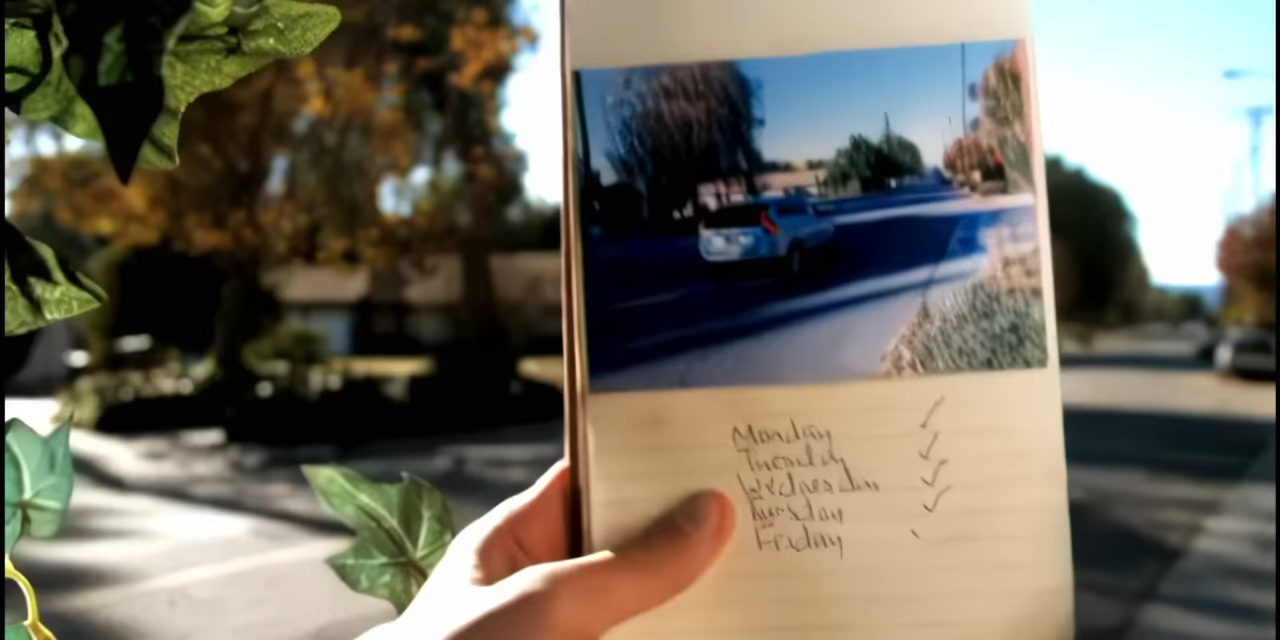 Monday ✓
Tuesday ✓
Wednesday ✓
Thursday ✓
Friday